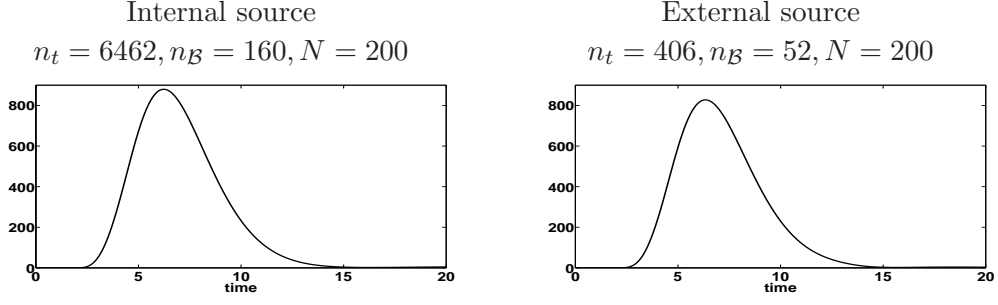 Internal source
n_t = 6462, n_ℬ = 160, N = 200
800
600
400
200
0
0 5 10 15 20
time
External source
n_t = 406, n_ℬ = 52, N = 200
800
600
400
200
0
0 5 10 15 20
time